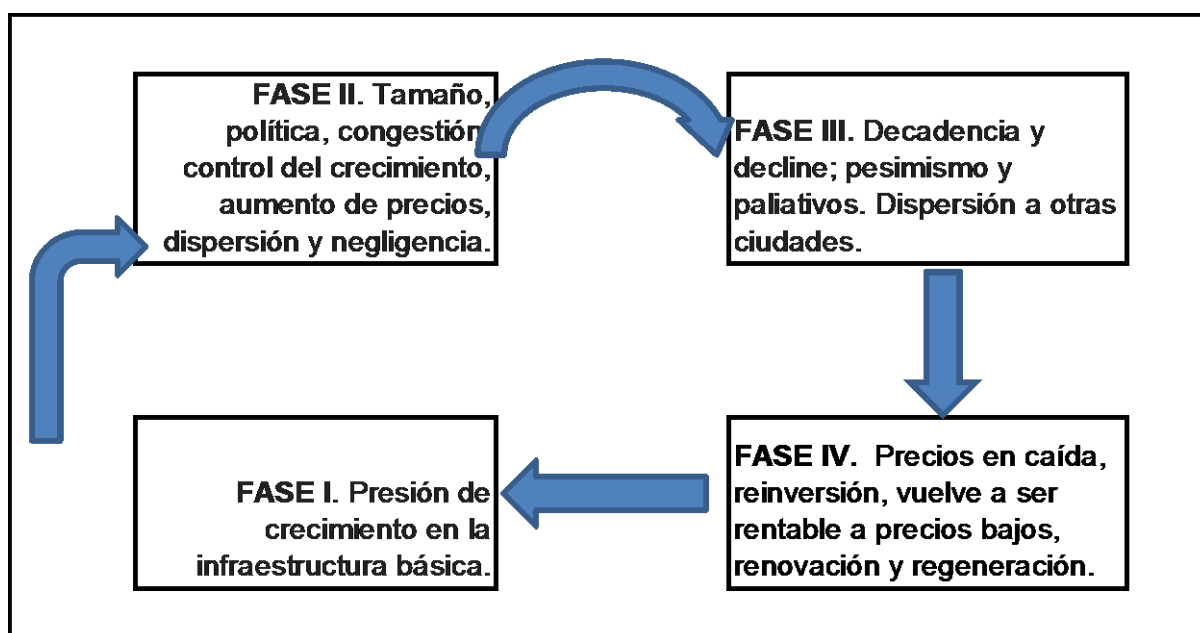 FASE II. Tamaño,
política, congestión
control del crecimiento,
aumento de precios,
dispersión y negligencia.
FASE III. Decadencia y
decline; pesimismo y
paliativos. Dispersión a otras
ciudades.
FASE I. Presión de
crecimiento en la
infraestructura básica.
FASE IV. Precios en caída,
reinversión, vuelve a ser
rentable a precios bajos,
renovación y regeneración.